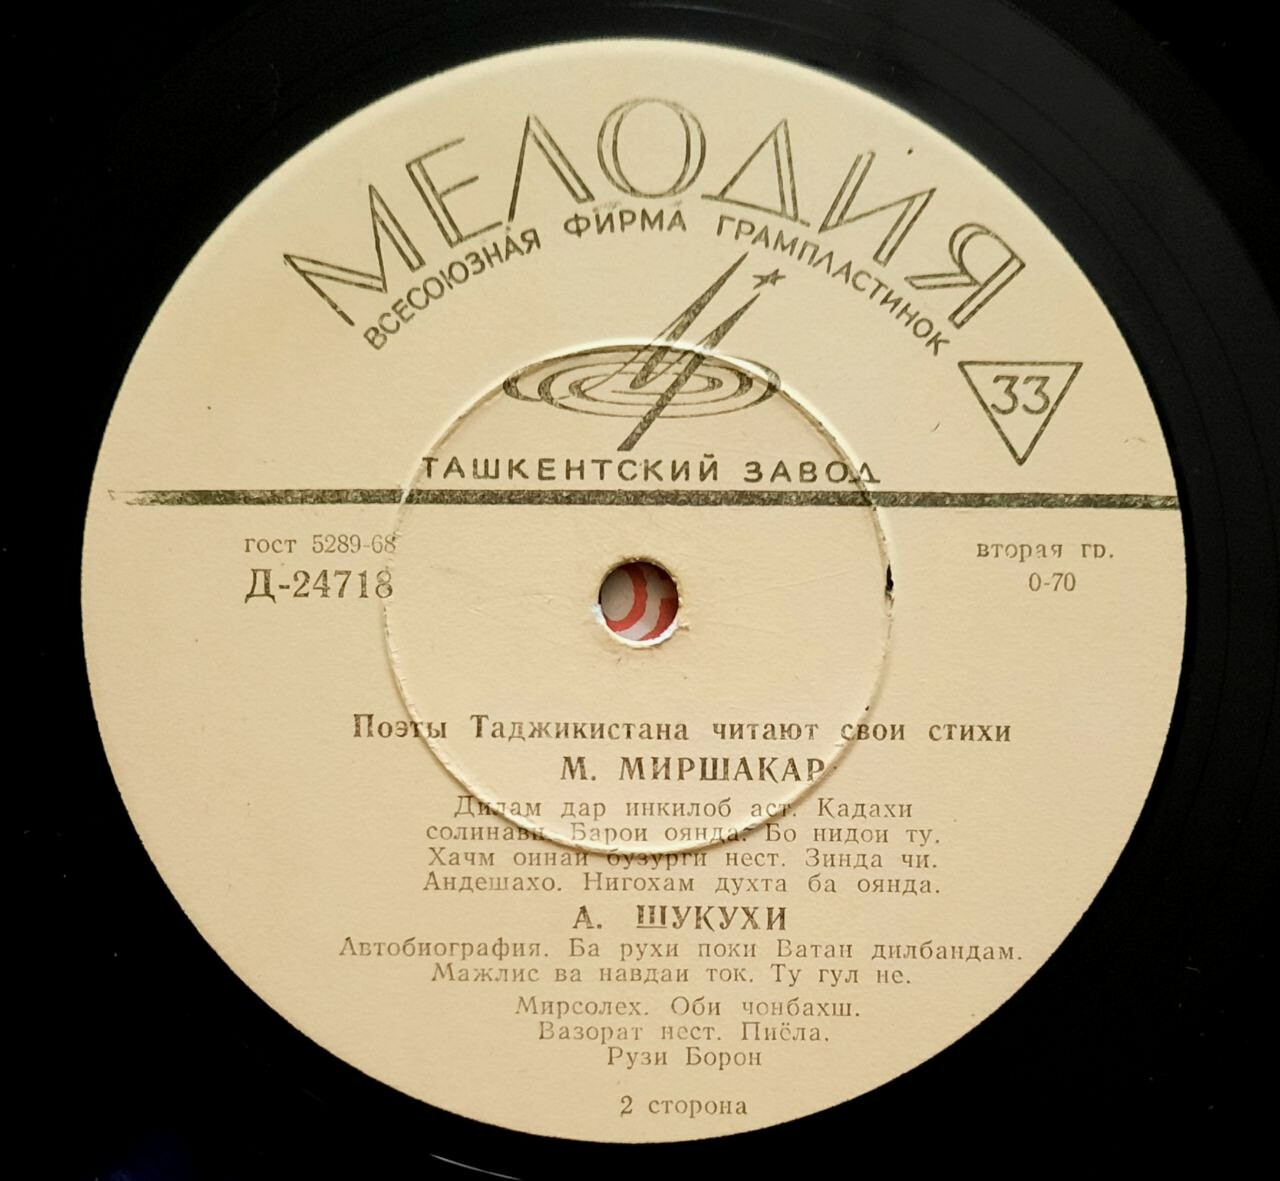 МЕЛОДИЯ
ВСЕСОЮЗНАЯ ФИРМА ГРАМПЛАСТИНОК
33
ТАШКЕНТСКИЙ ЗАВОД
гост 5289-68
Д-24718
вторая гр.
0-70
Поэты Таджикистана читают свои стихи
М. МИРШАКАР
Дилам дар инкилоб аст. Кадахи
солинави. Барои оянда. Бо нидои ту.
Хачм оинаи бузурги нест. Зинда чи.
Андешахо. Нигохам духта ба оянда.
А. ШУКУХИ
Автобиография. Ба рухи поки Ватан дилбандам.
Мажлис ва навдаи ток. Ту гул не.
Мирсолех. Оби чонбахш.
Вазорат нест. Пиёла.
Рузи Борон
2 сторона